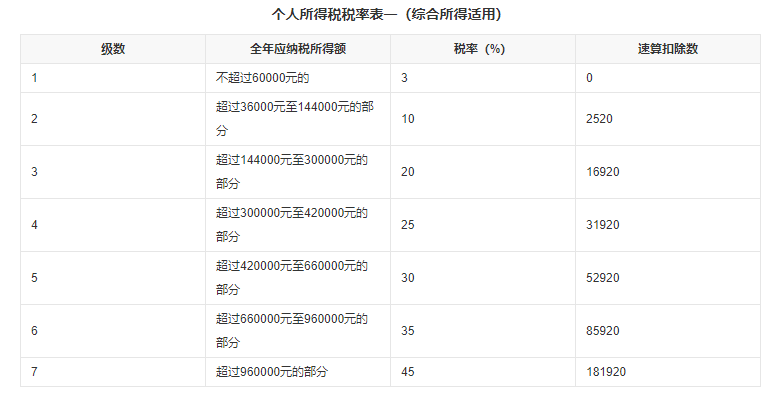 个人所得税税率表一（综合所得适用）
级数 全年应纳税所得额 税率（%） 速算扣除数
1 不超过60000元的 3 0
超过36000元至144000元的部
2 10 2520
分
超过144000元至300000元的
3 20 16920
部分
超过300000元至420000元的
4 25 31920
部分
超过420000元至660000元的
5 30 52920
部分
超过660000元至960000元的
6 35 85920
部分
7 超过960000元的部分 45 181920